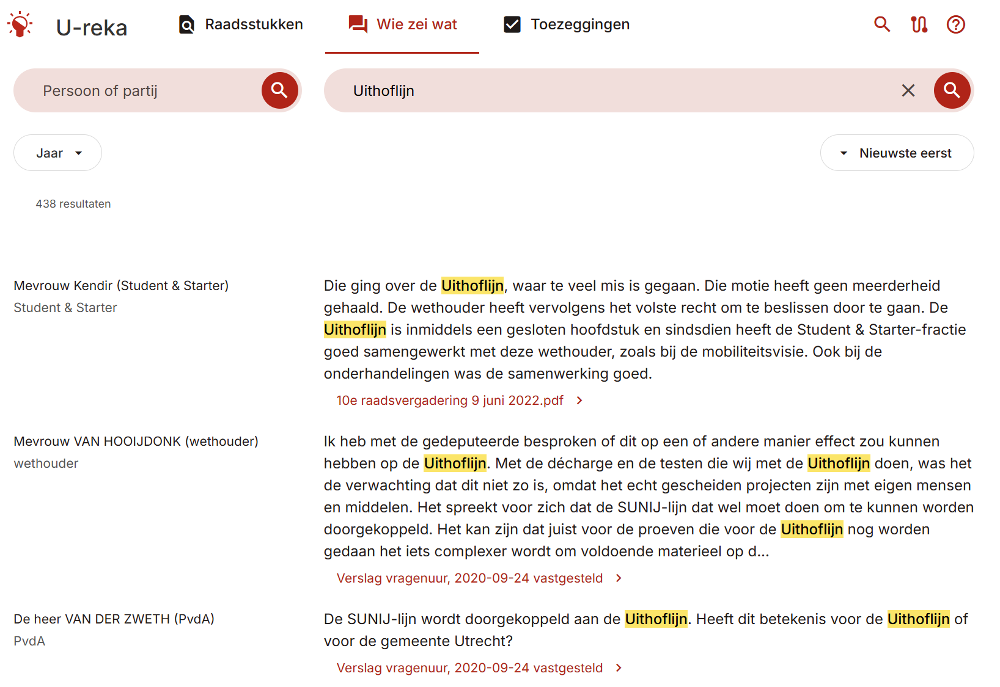 U-reka
Raadsstukken
Wie zei wat
Toezeggingen
Persoon of partij
Uithoflijn
Jaar
Nieuwste eerst
438 resultaten
Mevrouw Kendir (Student & Starter)
Student & Starter
Die ging over de Uithoflijn, waar te veel mis is gegaan. Die motie heeft geen meerderheid
gehaald. De wethouder heeft vervolgens het volste recht om te beslissen door te gaan. De
Uithoflijn is inmiddels een gesloten hoofdstuk en sindsdien heeft de Student & Starter-fractie
goed samengewerkt met deze wethouder, zoals bij de mobiliteitsvisie. Ook bij de
onderhandelingen was de samenwerking goed.
10e raadsvergadering 9 juni 2022.pdf
Mevrouw VAN HOOIJDONK (wethouder)
wethouder
Ik heb met de gedeputeerde besproken of dit op een of andere manier effect zou kunnen
hebben op de Uithoflijn. Met de décharge en de testen die wij met de Uithoflijn doen, was het
de verwachting dat dit niet zo is, omdat het echt gescheiden projecten zijn met eigen mensen
en middelen. Het spreekt voor zich dat de SUNIJ-lijn dat wel moet doen om te kunnen worden
doorgekoppeld. Het kan zijn dat juist voor de proeven die voor de Uithoflijn nog worden
gedaan het iets complexer wordt om voldoende materieel op d...
Verslag vragenuur, 2020-09-24 vastgesteld
De heer VAN DER ZWETH (PvdA)
PvdA
De SUNIJ-lijn wordt doorgekoppeld aan de Uithoflijn. Heeft dit betekenis voor de Uithoflijn of
voor de gemeente Utrecht?
Verslag vragenuur, 2020-09-24 vastgesteld